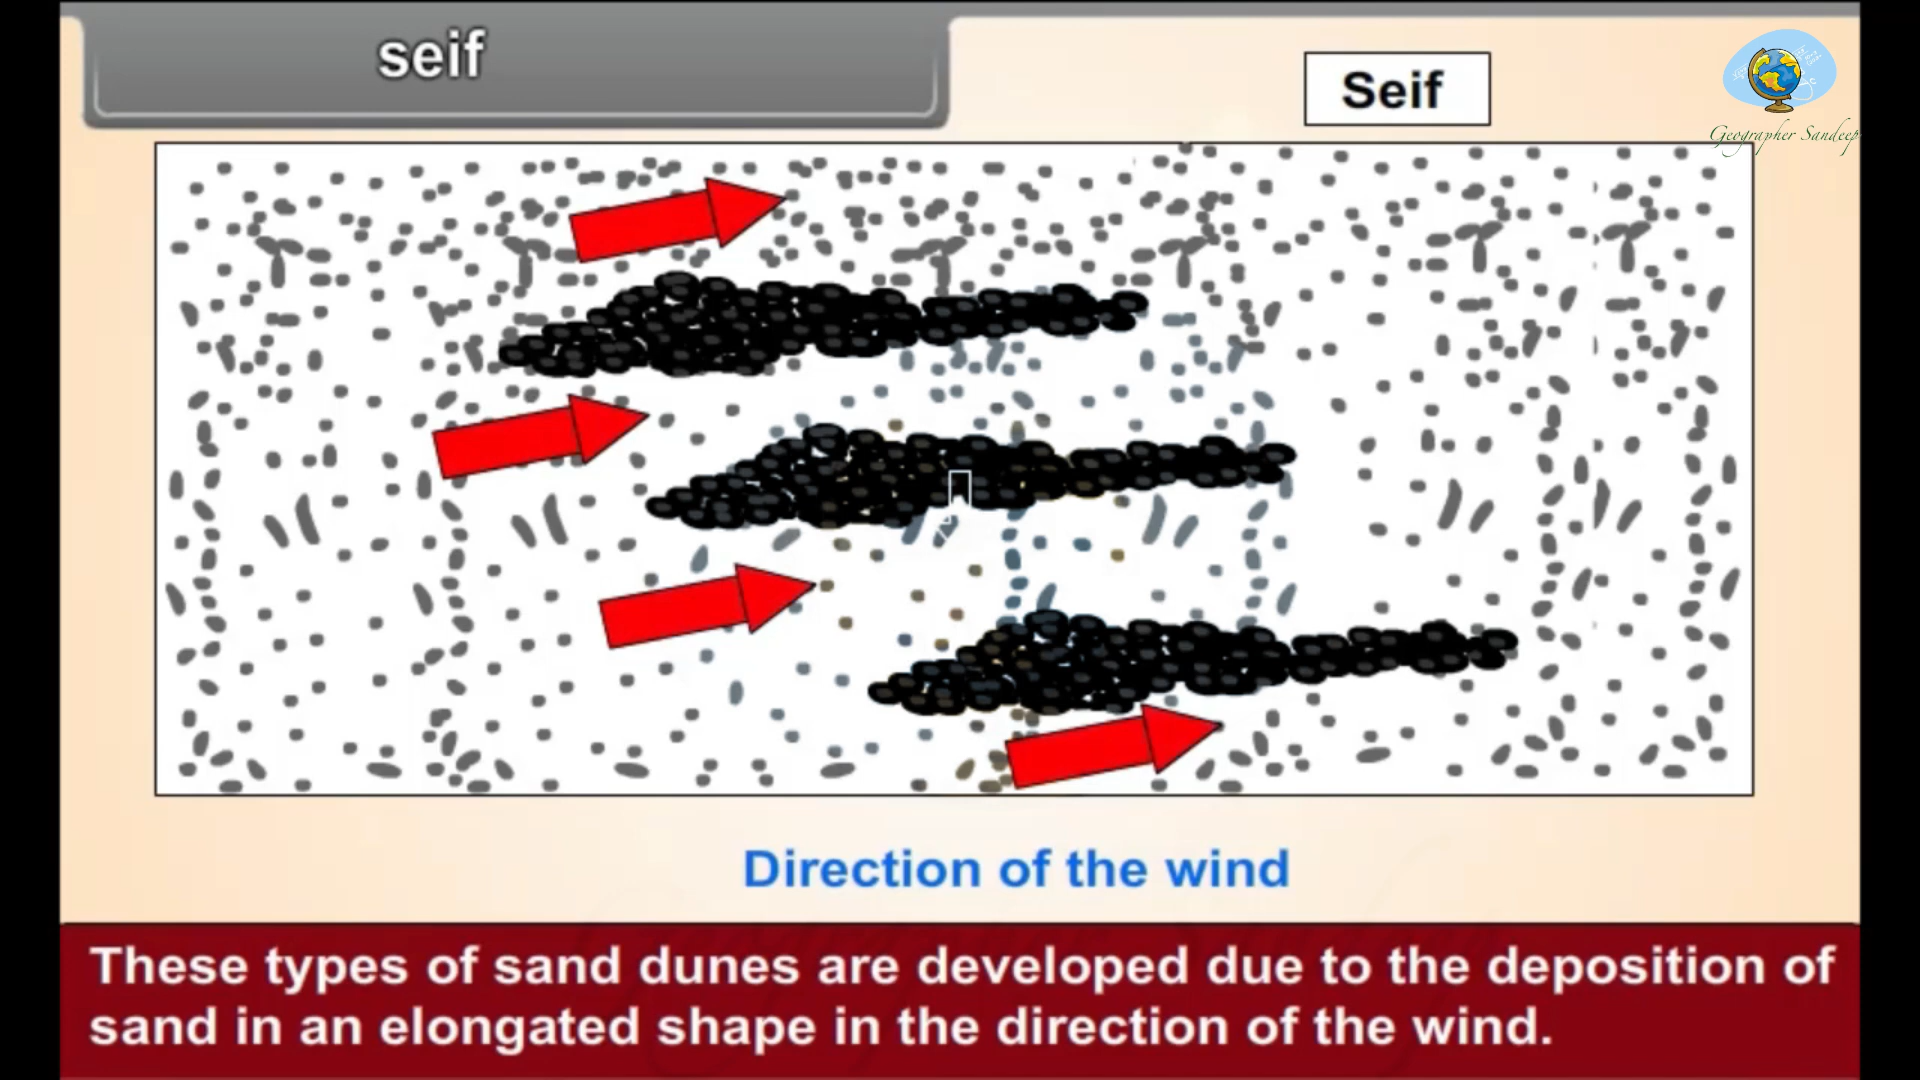 seif
Seif
Geographer Sandeep
Direction of the wind
These types of sand dunes are developed due to the deposition of
sand in an elongated shape in the direction of the wind.